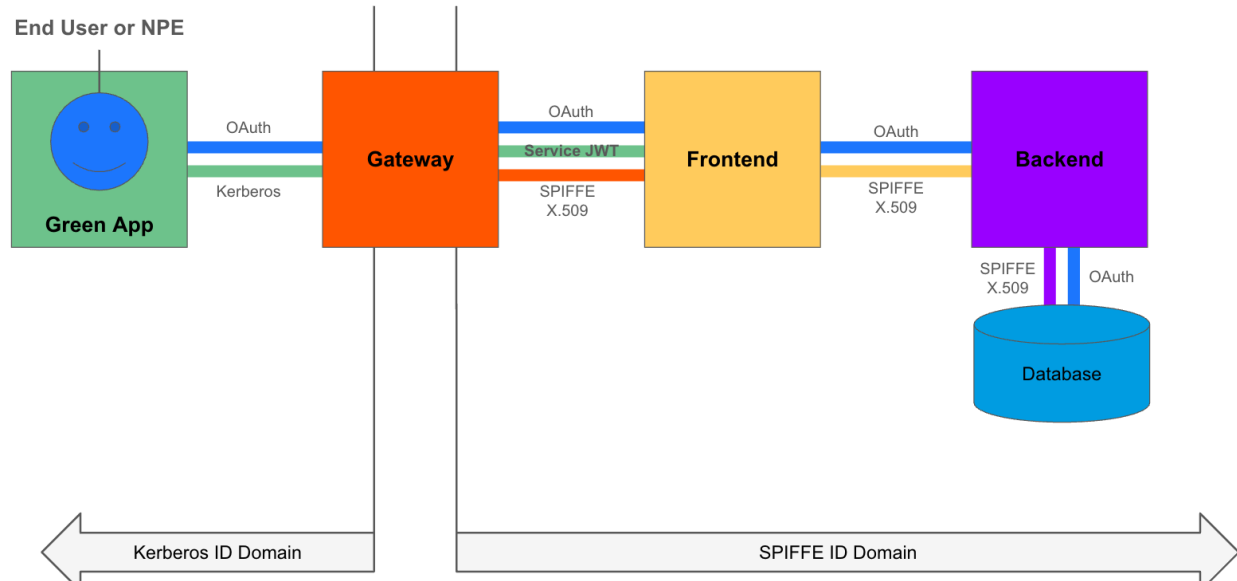 End User or NPE
Green App
OAuth
Kerberos
Gateway
OAuth
Service JWT
SPIFFE
X.509
Frontend
OAuth
SPIFFE
X.509
Backend
SPIFFE
X.509
OAuth
Database
Kerberos ID Domain
SPIFFE ID Domain